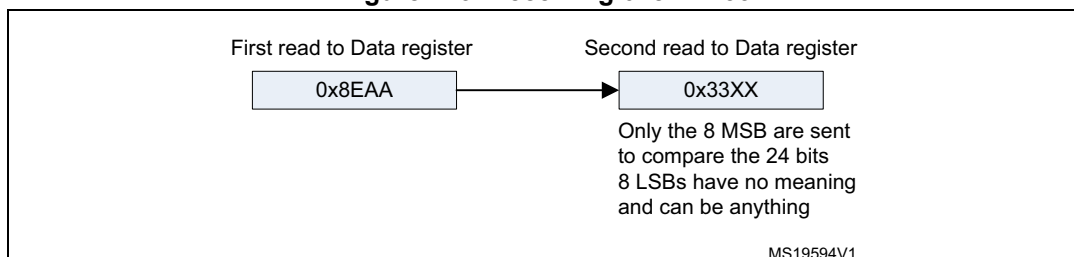 First read to Data register
Second read to Data register
0x8EAA
0x33XX
Only the 8 MSB are sent
to compare the 24 bits
8 LSBs have no meaning
and can be anything
MS19594V1